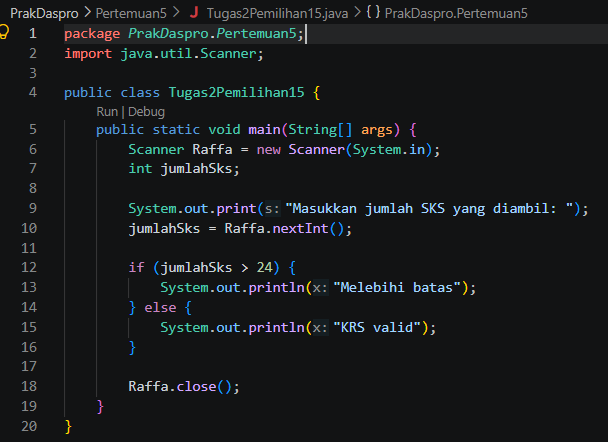 PrakDaspro > Pertemuan5 > J Tugas2Pemilihan15.java > {} PrakDaspro.Pertemuan5
1 package PrakDaspro.Pertemuan5;
2 import java.util.Scanner;
3
4 public class Tugas2Pemilihan15 {
Run | Debug
5 public static void main(String[] args) {
6 Scanner Raffa = new Scanner(System.in);
7 int jumlahSks;
8
9 System.out.print(s: "Masukkan jumlah SKS yang diambil: ");
10 jumlahSks = Raffa.nextInt();
11
12 if (jumlahSks > 24) {
13 System.out.println(x: "Melebihi batas");
14 } else {
15 System.out.println(x: "KRS valid");
16 }
17
18 Raffa.close();
19 }
20 }